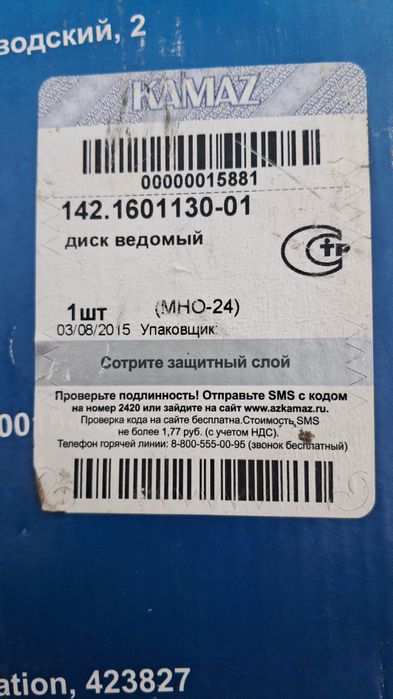 водский, 2
KAMAZ
00000015881
142.1601130-01
диск ведомый
Стр
1шт (МНО-24)
03/08/2015 Упаковщик:
Сотрите защитный слой
Проверьте подлинность! Отправьте SMS с кодом
на номер 2420 или зайдите на сайт www.azkamaz.ru.
Проверка кода на сайте бесплатна.Стоимость SMS
не более 1,77 руб. (с учетом НДС).
Телефон горячей линии: 8-800-555-00-95 (звонок бесплатный)
00
ation, 423827